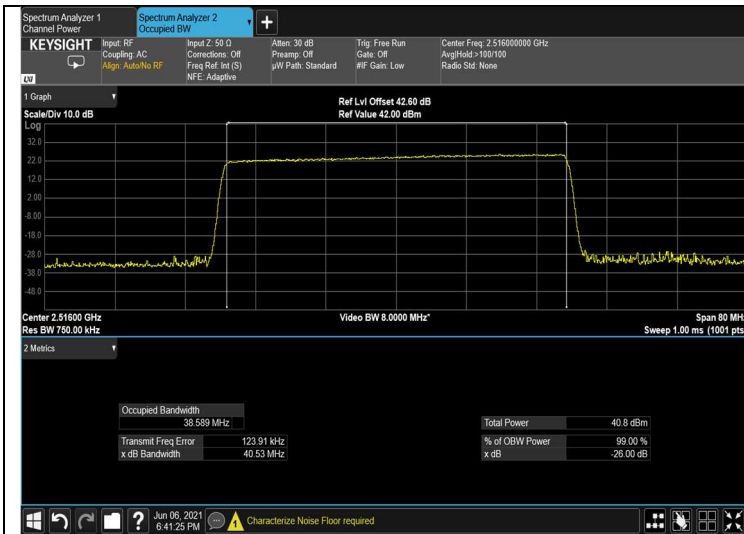 Spectrum Analyzer 1
Channel Power
Spectrum Analyzer 2
Occupied BW
KEYSIGHT
Input: RF
Coupling: AC
Align: Auto/No RF
Input Z: 50 Ω
Corrections: Off
Freq Ref: Int (S)
NFE: Adaptive
Atten: 30 dB
Preamp: Off
µW Path: Standard
Trig: Free Run
Gate: Off
#IF Gain: Low
Center Freq: 2.516000000 GHz
Avg|Hold:>100/100
Radio Std: None
LXI
1 Graph
Scale/Div 10.0 dB
Ref Lvl Offset 42.60 dB
Ref Value 42.00 dBm
Log
32.0
22.0
12.0
2.00
-8.00
-18.0
-28.0
-38.0
-48.0
Center 2.51600 GHz
Res BW 750.00 kHz
Video BW 8.0000 MHz*
Span 80 MHz
Sweep 1.00 ms (1001 pts
2 Metrics
Occupied Bandwidth
38.589 MHz
Transmit Freq Error 123.91 kHz
x dB Bandwidth 40.53 MHz
Total Power 40.8 dBm
% of OBW Power 99.00 %
x dB -26.00 dB
?
Jun 06, 2021
6:41:25 PM
1
Characterize Noise Floor required